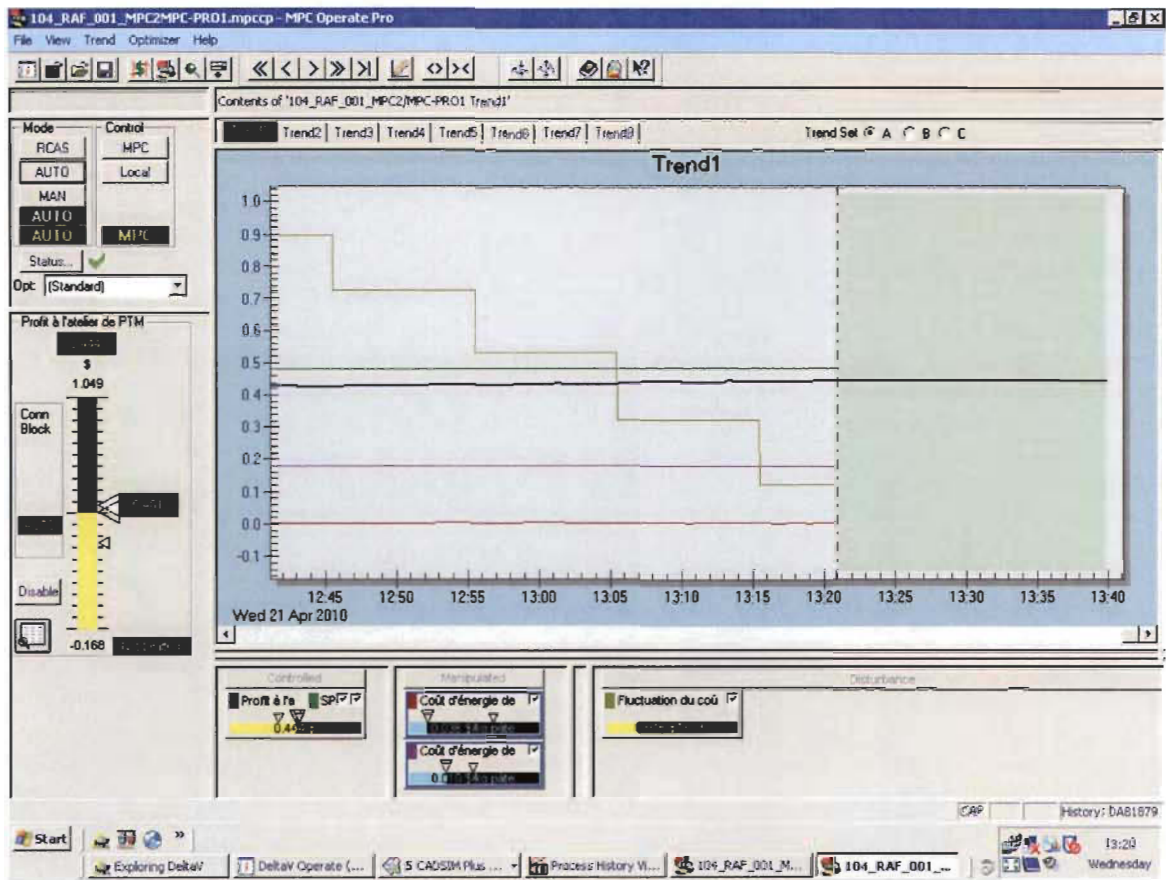 104_RAF_001_MPC2MPC-PRO1.mpccp - MPC Operate Pro
File View Trend Optimizer Help
Contents of '104_RAF_001_MPC2/MPC-PRO1 Trend1'
Mode
Control
RCAS
MPC
AUTO
Local
MAN
AUTO
AUTO
MPC
Status...
Opt: (Standard)
Trend2 Trend3 Trend4 Trend5 Trend6 Trend7 Trend8
Trend Set A B C
Trend1
1.0
0.9
0.8
0.7
0.6
0.5
0.4
0.3
0.2
0.1
0.0
-0.1
12:45 12:50 12:55 13:00 13:05 13:10 13:15 13:20 13:25 13:30 13:35 13:40
Wed 21 Apr 2010
Profit à l'atelier de PTM
$
1.049
Conn
Block
Disable
-0.168
Controlled
Manipulated
Disturbance
Profit à l'a SP
Coût d'énergie de
Coût d'énergie de
Fluctuation du coû
CAP
History: DA81879
Start
»
Exploring DeltaV
DeltaV Operate (...
5 CADSIM Plus ...
Process History Vi...
104_RAF_001_M...
104_RAF_001_...
13:20
Wednesday